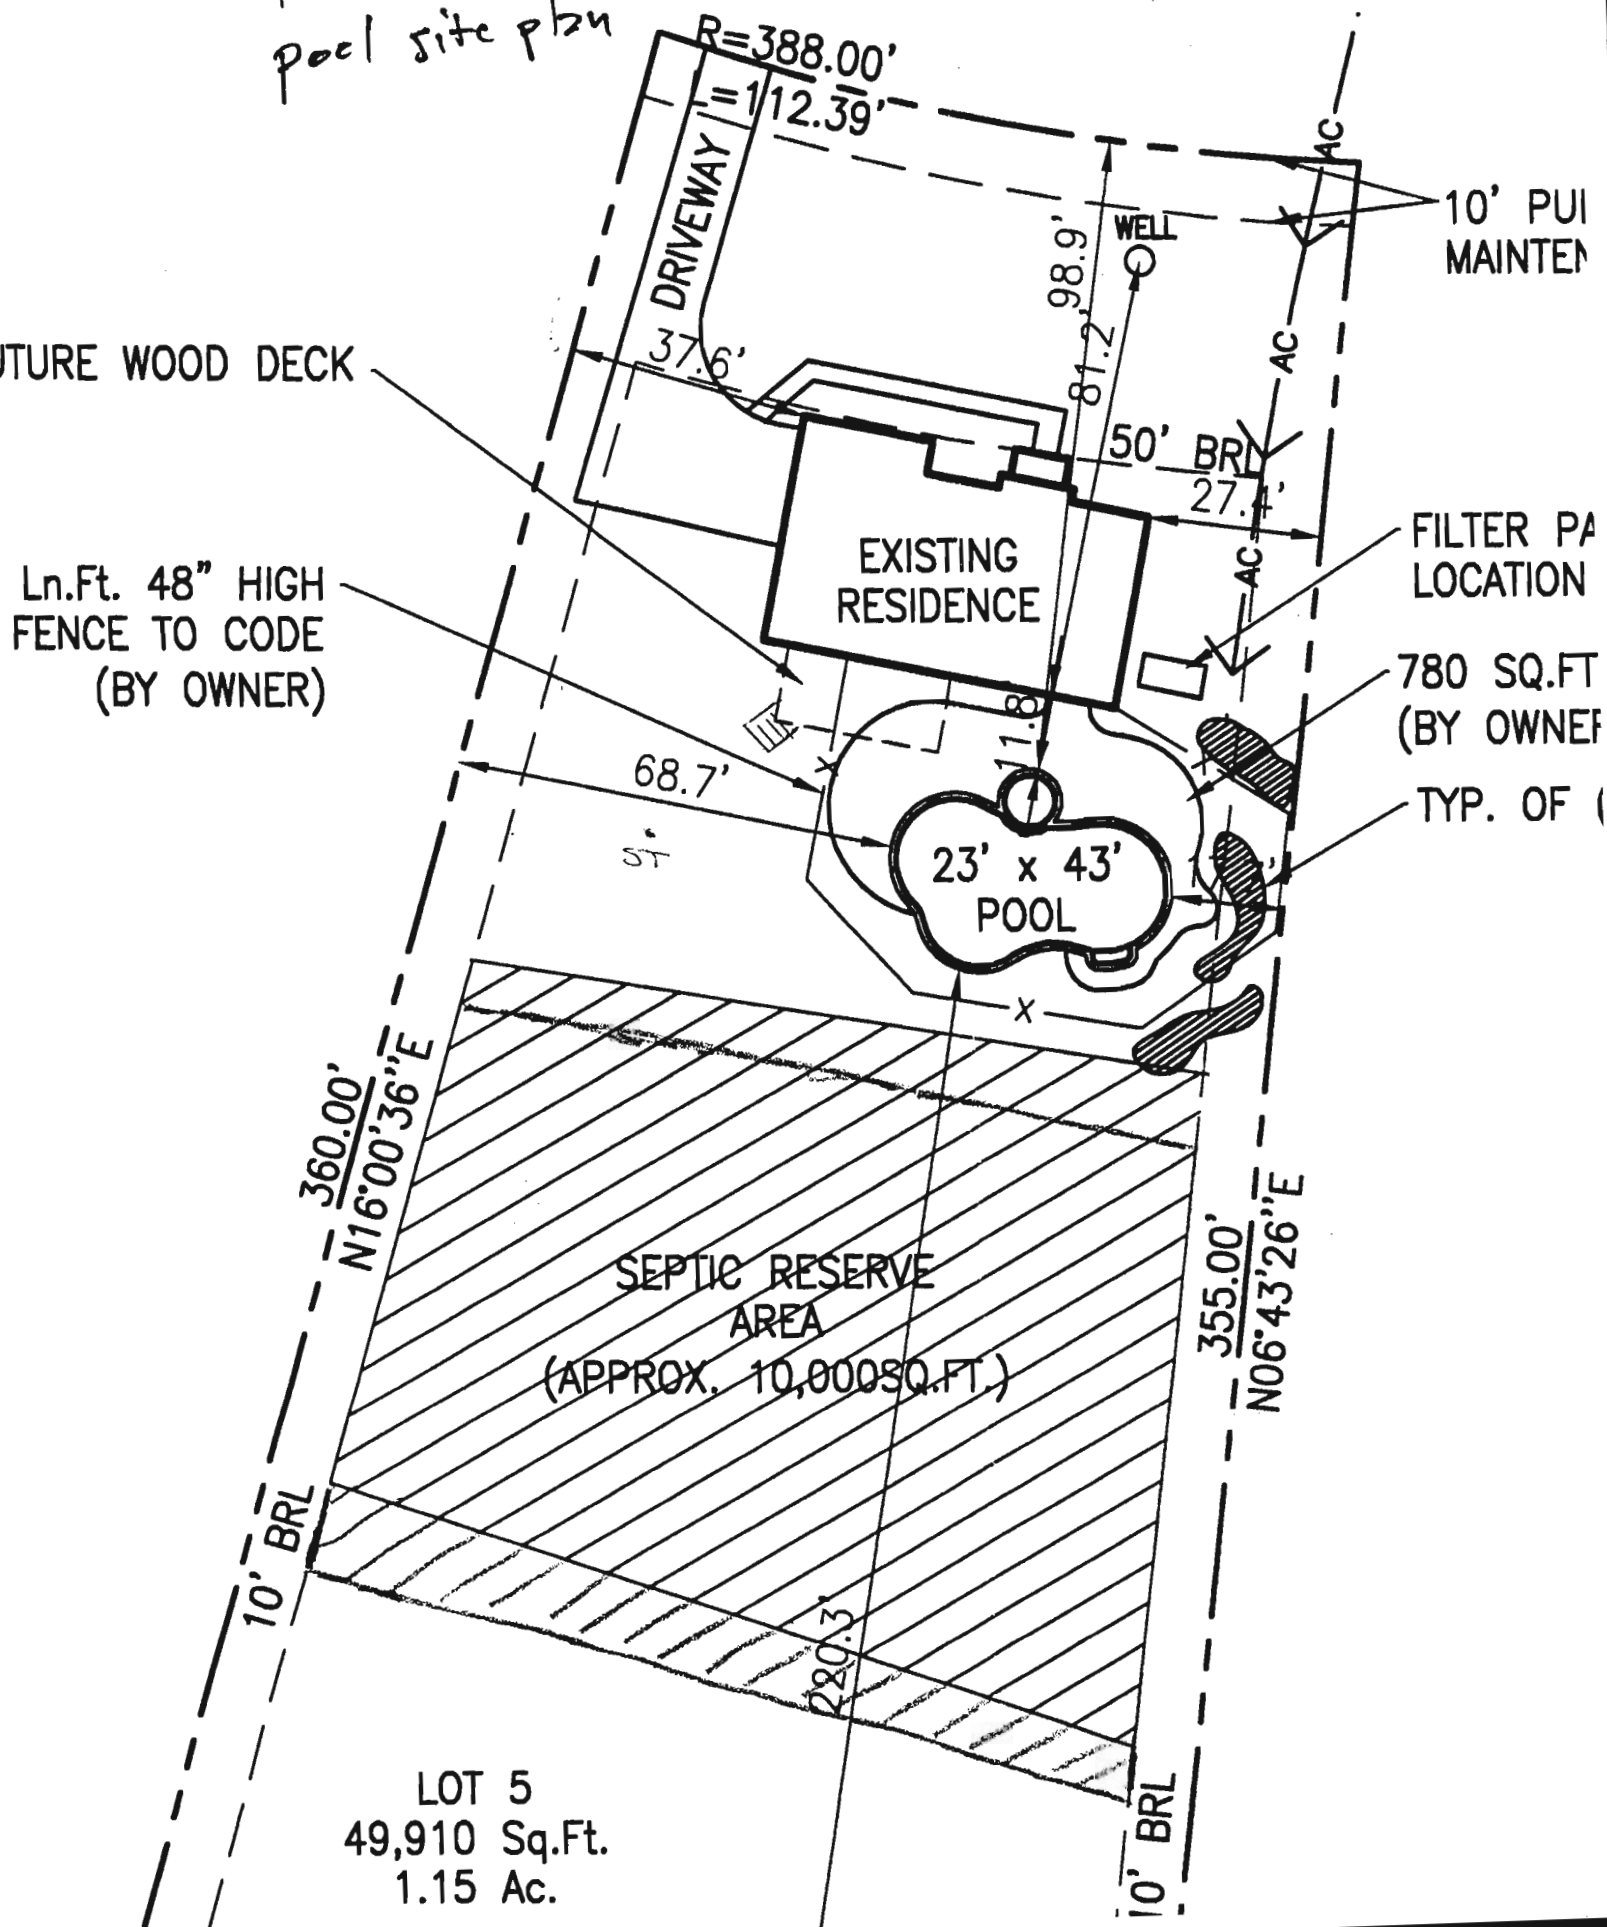 pool site plan
R=388.00'
=112.39'
AC
10' PUI
MAINTEN
DRIVEWAY
98.9'
WELL
81.2'
AC
UTURE WOOD DECK
37.6'
50' BRL
27.4'
FILTER PA
LOCATION
AC
EXISTING
RESIDENCE
Ln.Ft. 48" HIGH
FENCE TO CODE
(BY OWNER)
780 SQ.FT
(BY OWNER
11.8
X
68.7'
TYP. OF (
ST
23' x 43'
POOL
X
360.00'
N16°00'36"E
355.00'
N06°43'26"E
SEPTIC RESERVE
AREA
(APPROX. 10,000SQ.FT.)
10' BRL
220.3'
LOT 5
49,910 Sq.Ft.
1.15 Ac.
10' BRL